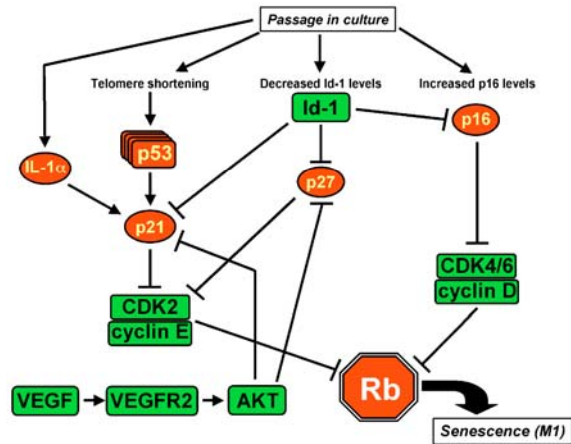 Passage in culture
Telomere shortening
Decreased Id-1 levels
Increased p16 levels
Id-1
p16
p53
IL-1α
p27
p21
CDK4/6
cyclin D
CDK2
cyclin E
Rb
VEGF
VEGFR2
AKT
Senescence (M1)